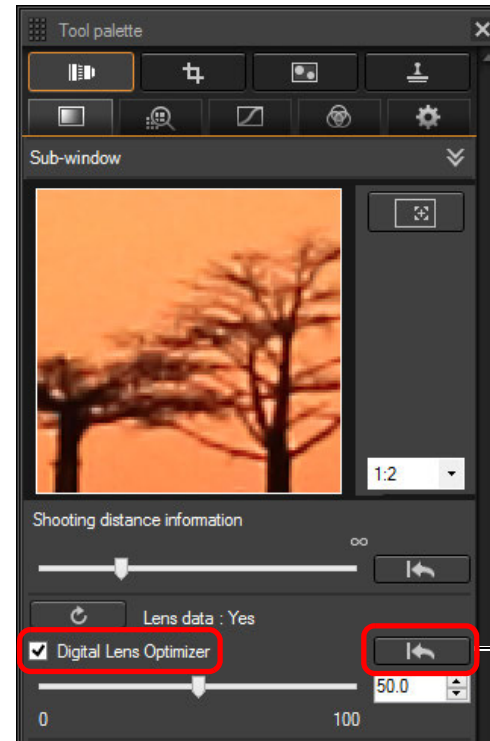 Tool palette
Sub-window
1:2
Shooting distance information
∞
Lens data : Yes
Digital Lens Optimizer
50.0
0 100